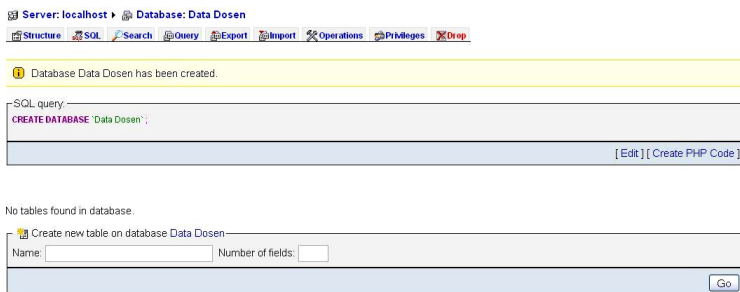 Server: localhost ▸ Database: Data Dosen
Structure SQL Search Query Export Import Operations Privileges Drop
Database Data Dosen has been created.
SQL query:
CREATE DATABASE `Data Dosen` ;
[ Edit ] [ Create PHP Code ]
No tables found in database.
Create new table on database Data Dosen
Name: Number of fields:
Go